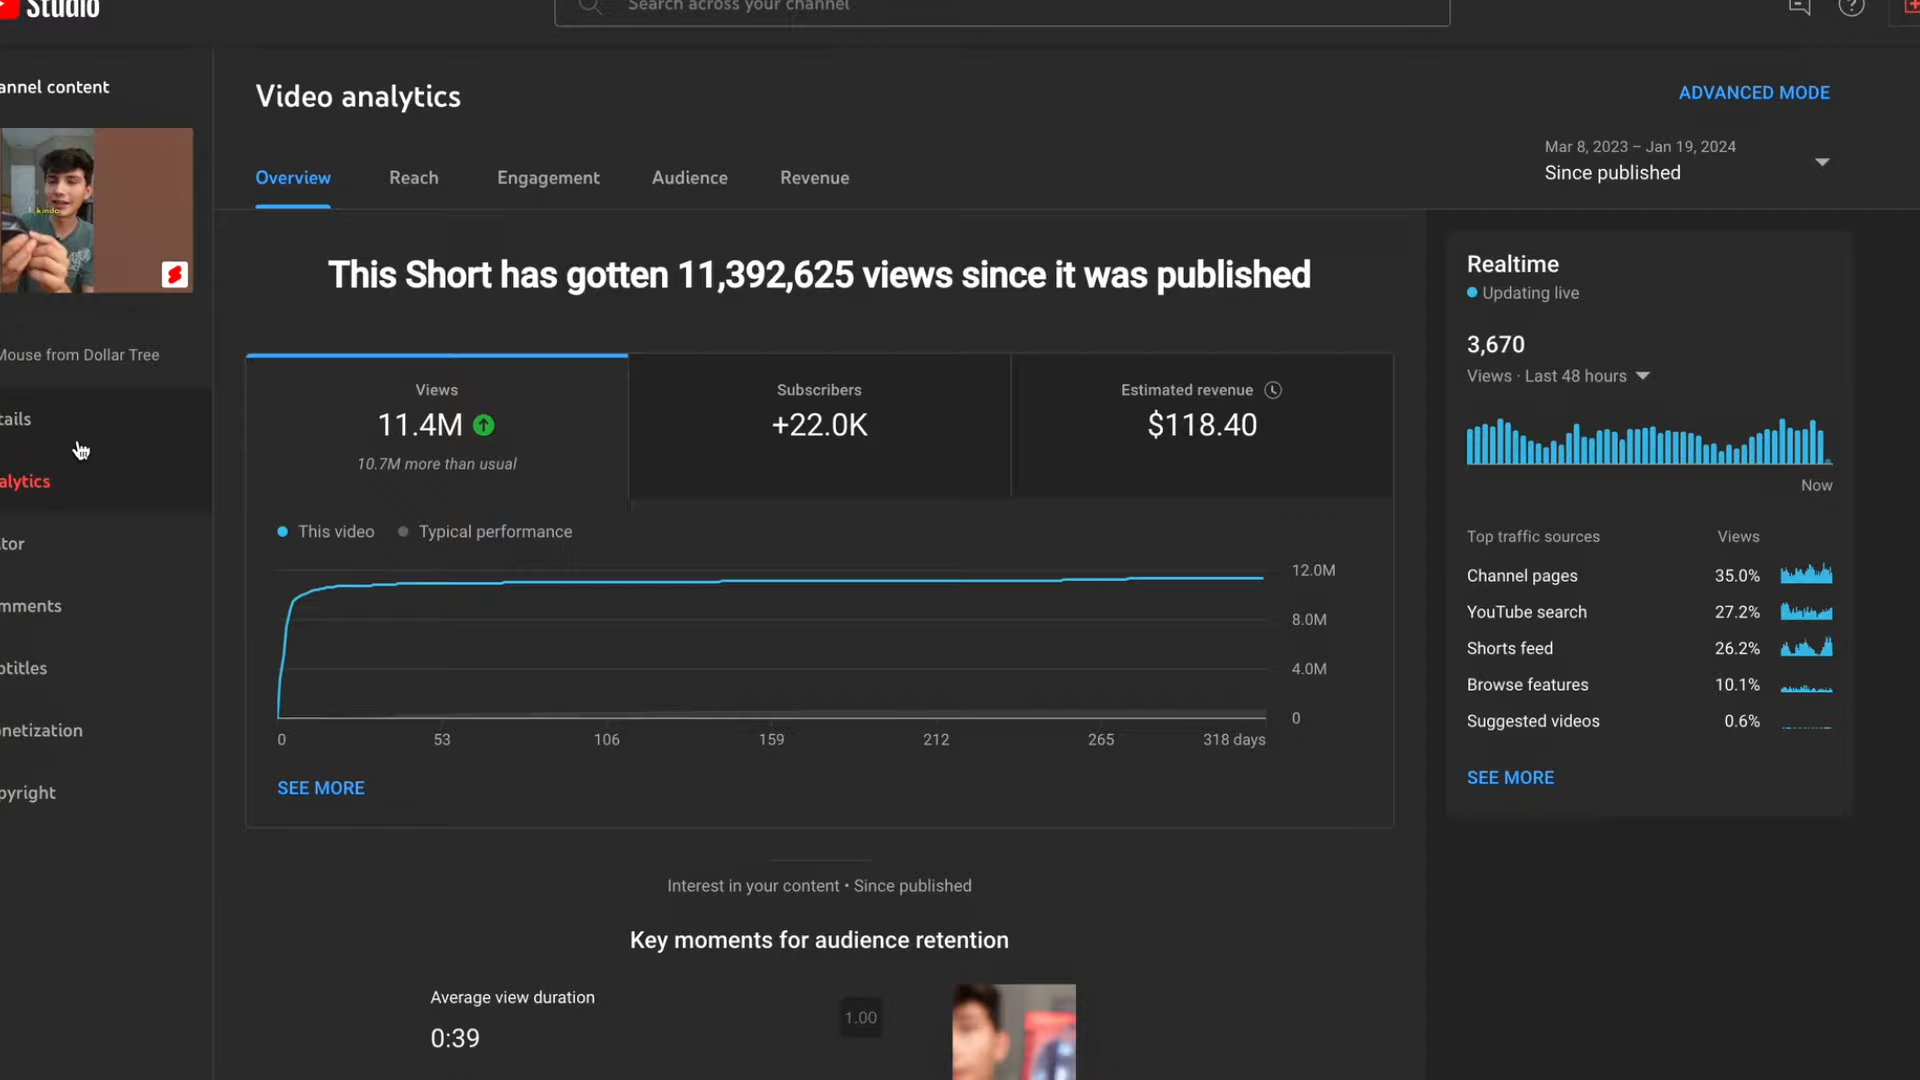 Studio
Search across your channel
annel content
Mouse from Dollar Tree
tails
alytics
tor
mments
btitles
netization
pyright
Video analytics
ADVANCED MODE
Mar 8, 2023 – Jan 19, 2024
Since published
Overview Reach Engagement Audience Revenue
This Short has gotten 11,392,625 views since it was published
Views
11.4M
10.7M more than usual
Subscribers
+22.0K
Estimated revenue
$118.40
This video Typical performance
12.0M
8.0M
4.0M
0
0 53 106 159 212 265 318 days
SEE MORE
Interest in your content • Since published
Key moments for audience retention
Average view duration
0:39
1.00
Realtime
Updating live
3,670
Views · Last 48 hours
Now
Top traffic sources Views
Channel pages 35.0%
YouTube search 27.2%
Shorts feed 26.2%
Browse features 10.1%
Suggested videos 0.6%
SEE MORE